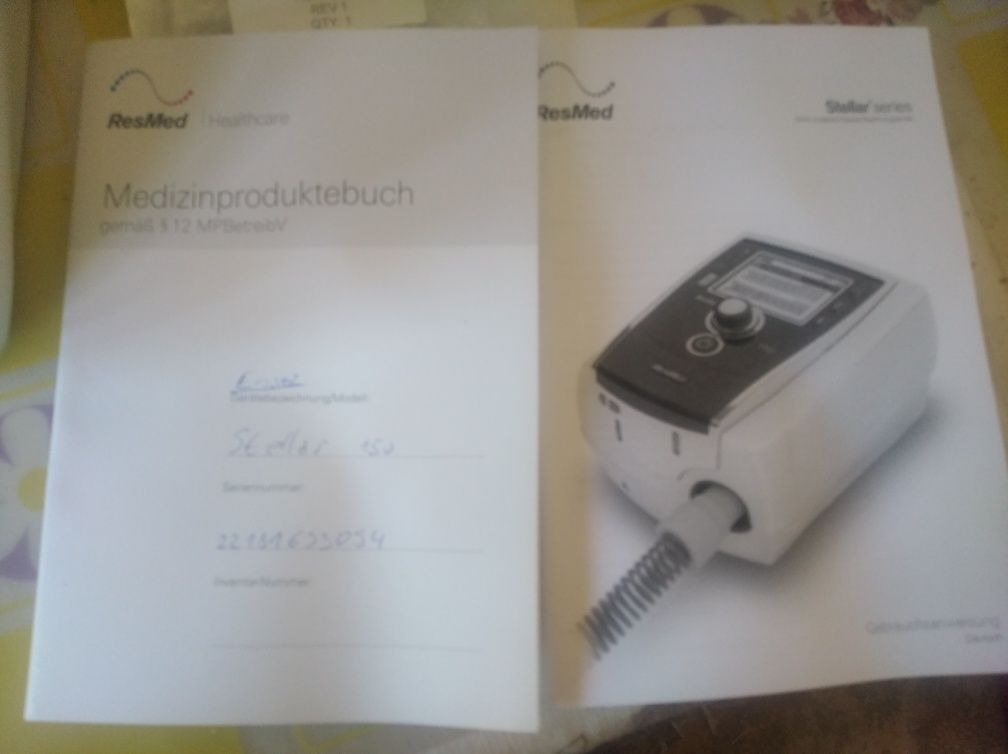 REV 1
QTY: 1
ResMed | Healthcare
Medizinproduktebuch
gemäß § 12 MPBetreibV
Gerätebezeichnung/Modell:
Stellar 150
Seriennummer:
Inventar-Nummer:
ResMed
Stellar series
Gebrauchsanweisung
Deutsch